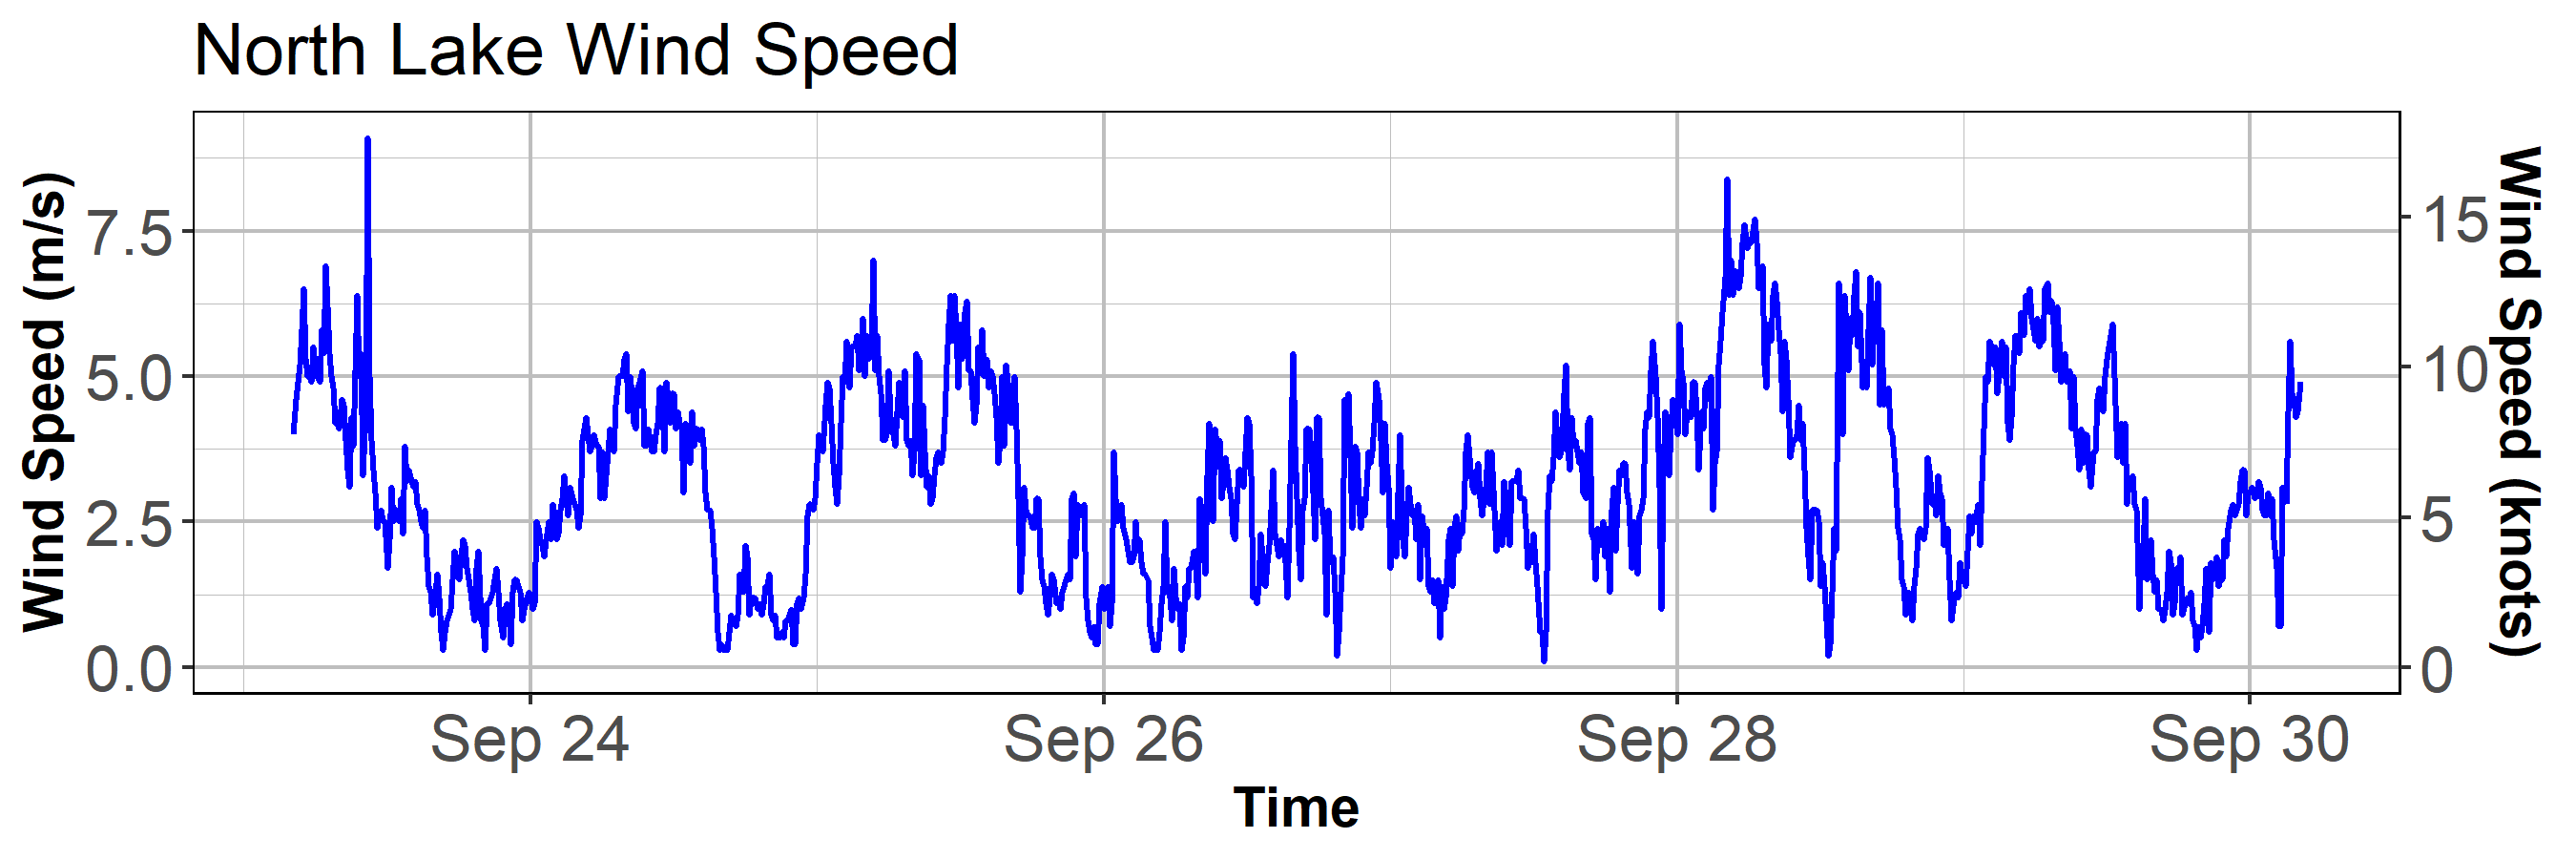 North Lake Wind Speed
Wind Speed (m/s)
7.5
5.0
2.5
0.0
15
10
5
0
Wind Speed (knots)
Sep 24
Sep 26
Sep 28
Sep 30
Time